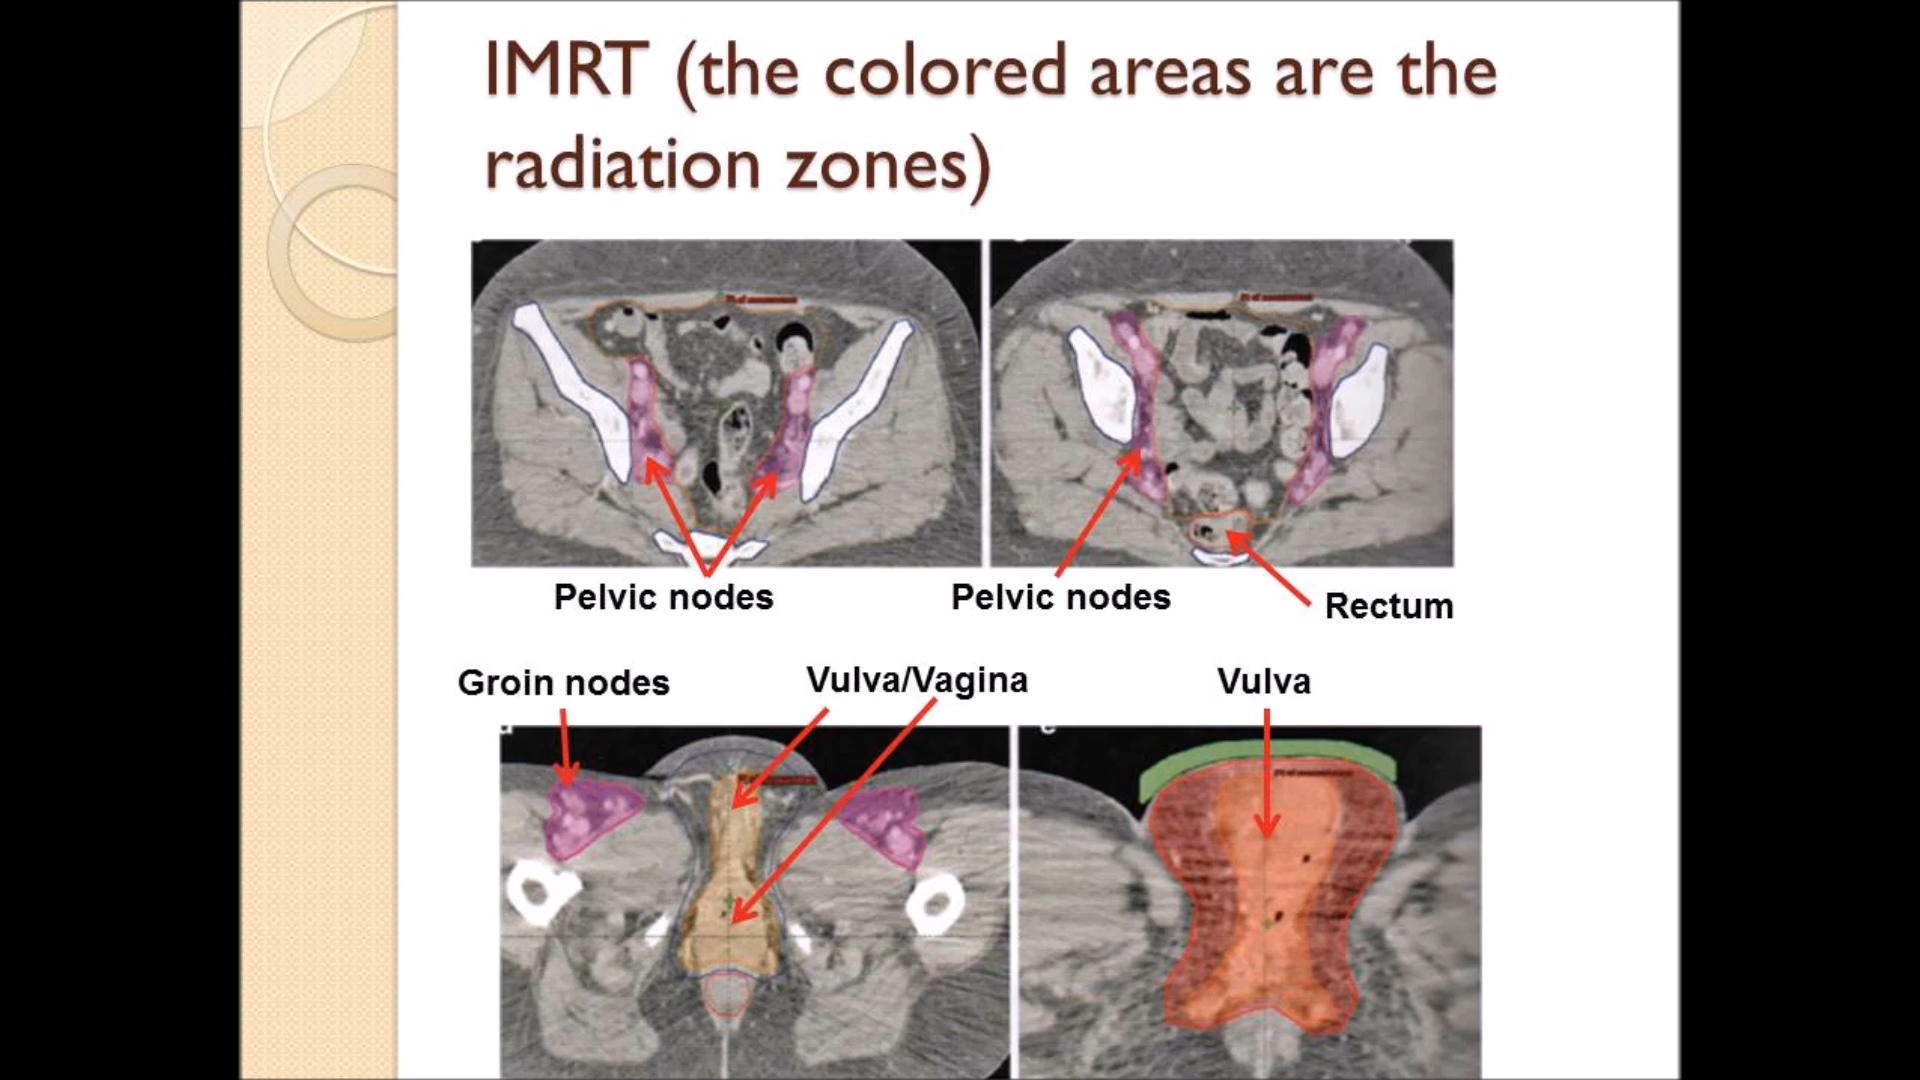 IMRT (the colored areas are the
radiation zones)
Pelvic nodes
Pelvic nodes
Rectum
Groin nodes
Vulva/Vagina
Vulva